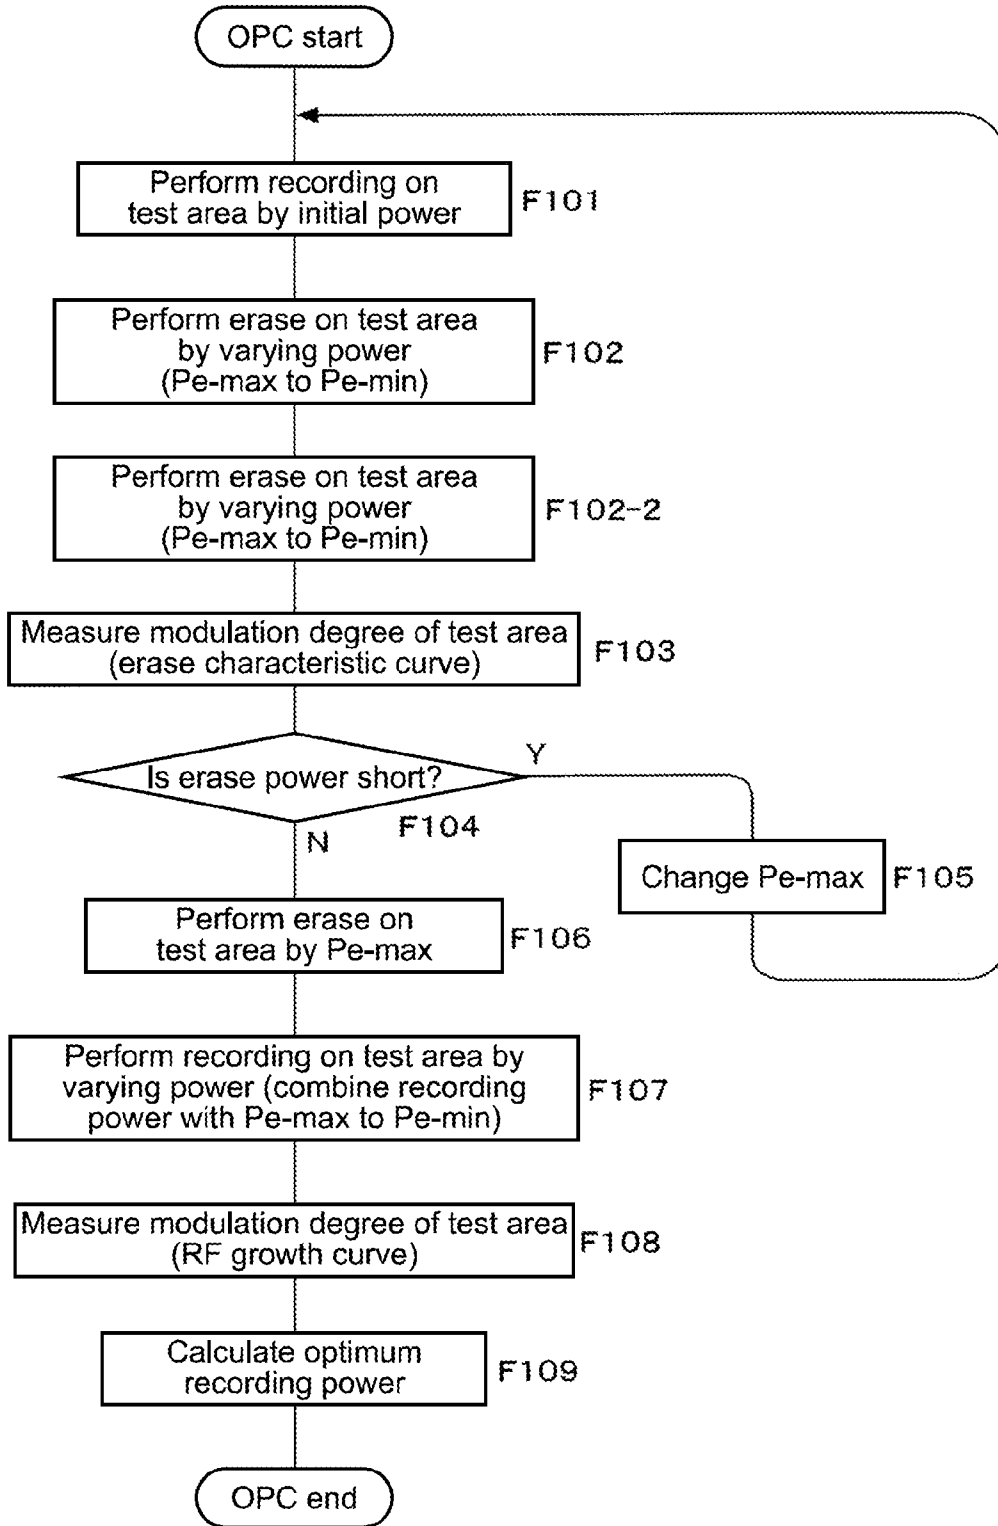 OPC start
Perform recording on
test area by initial power
F101
Perform erase on test area
by varying power
(Pe-max to Pe-min)
F102
Perform erase on test area
by varying power
(Pe-max to Pe-min)
F102-2
Measure modulation degree of test area
(erase characteristic curve)
F103
Is erase power short?
F104
Y
N
Change Pe-max
F105
Perform erase on
test area by Pe-max
F106
Perform recording on test area by
varying power (combine recording
power with Pe-max to Pe-min)
F107
Measure modulation degree of test area
(RF growth curve)
F108
Calculate optimum
recording power
F109
OPC end